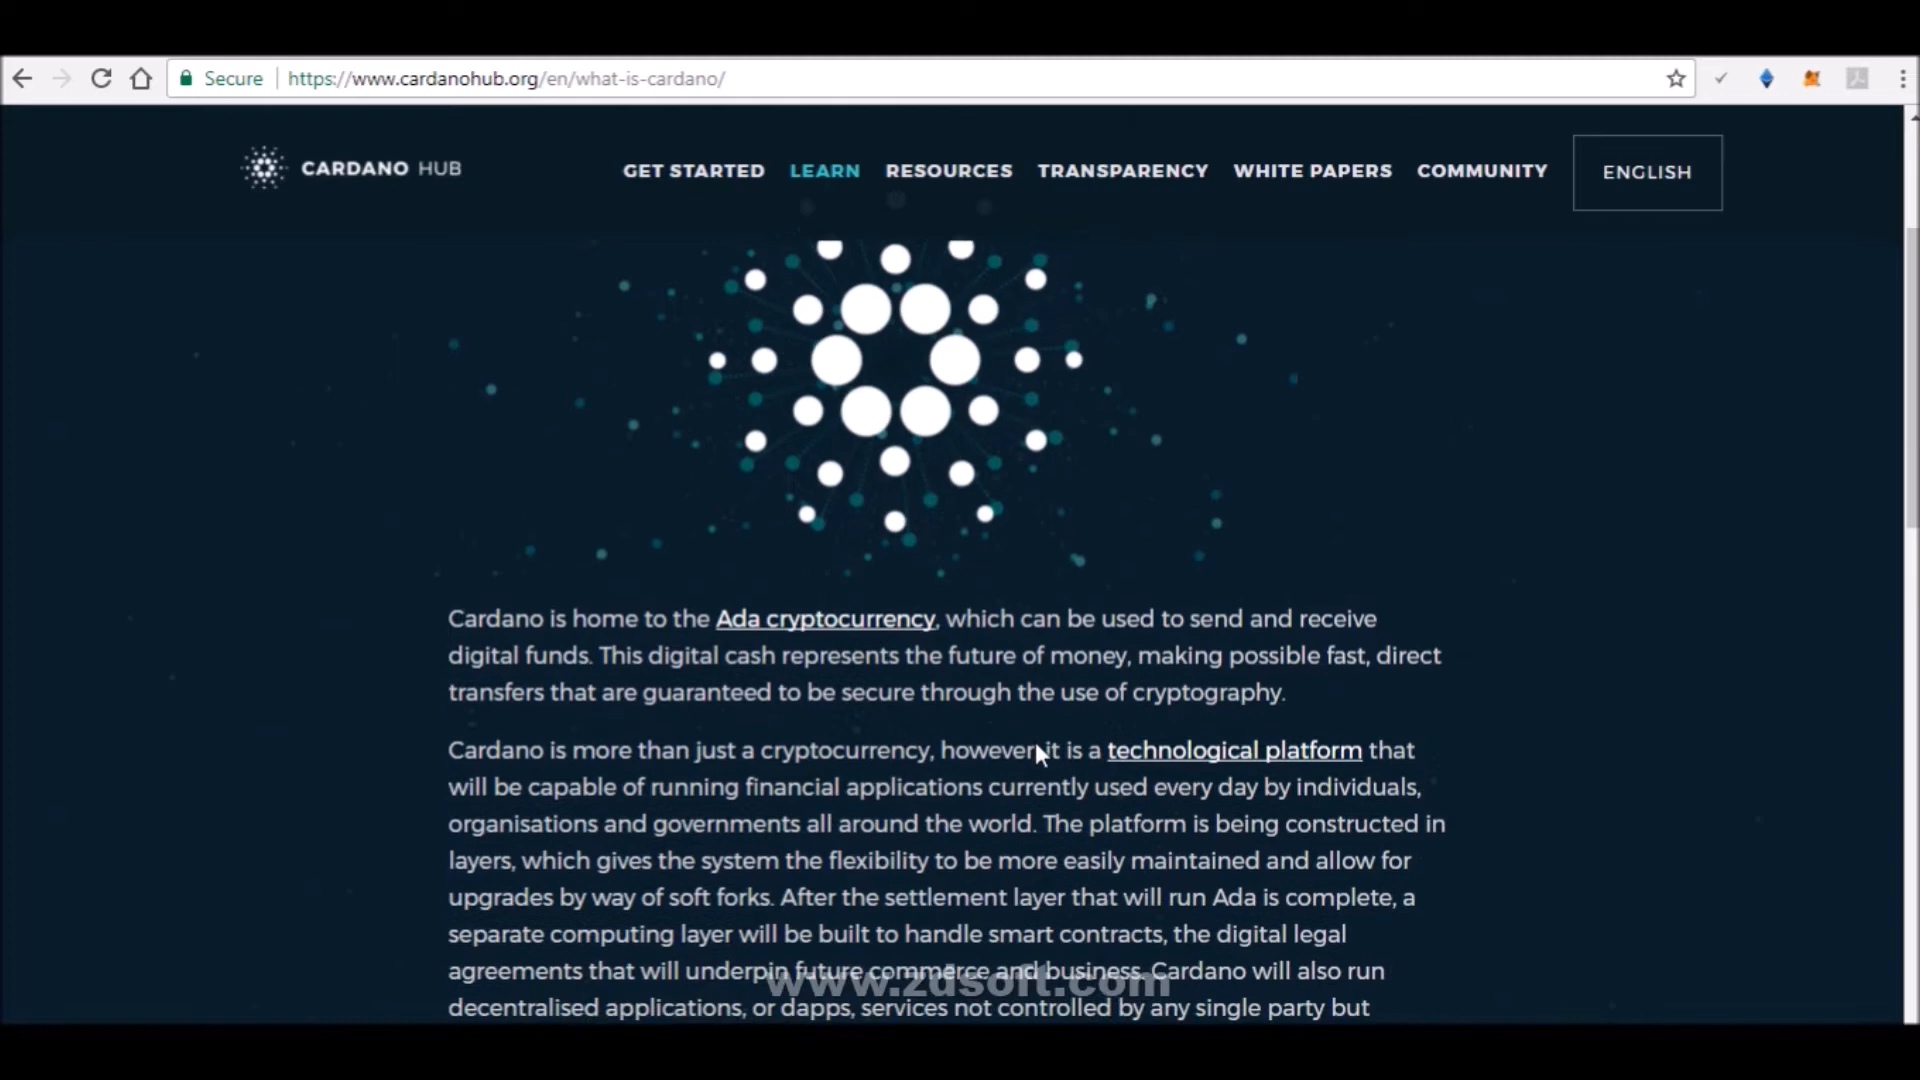 Secure https://www.cardanohub.org/en/what-is-cardano/
CARDANO HUB
GET STARTED LEARN RESOURCES TRANSPARENCY WHITE PAPERS COMMUNITY ENGLISH
Cardano is home to the Ada cryptocurrency, which can be used to send and receive
digital funds. This digital cash represents the future of money, making possible fast, direct
transfers that are guaranteed to be secure through the use of cryptography.
Cardano is more than just a cryptocurrency, however, it is a technological platform that
will be capable of running financial applications currently used every day by individuals,
organisations and governments all around the world. The platform is being constructed in
layers, which gives the system the flexibility to be more easily maintained and allow for
upgrades by way of soft forks. After the settlement layer that will run Ada is complete, a
separate computing layer will be built to handle smart contracts, the digital legal
agreements that will underpin future commerce and business. Cardano will also run
www.zdsoft.com
decentralised applications, or dapps, services not controlled by any single party but